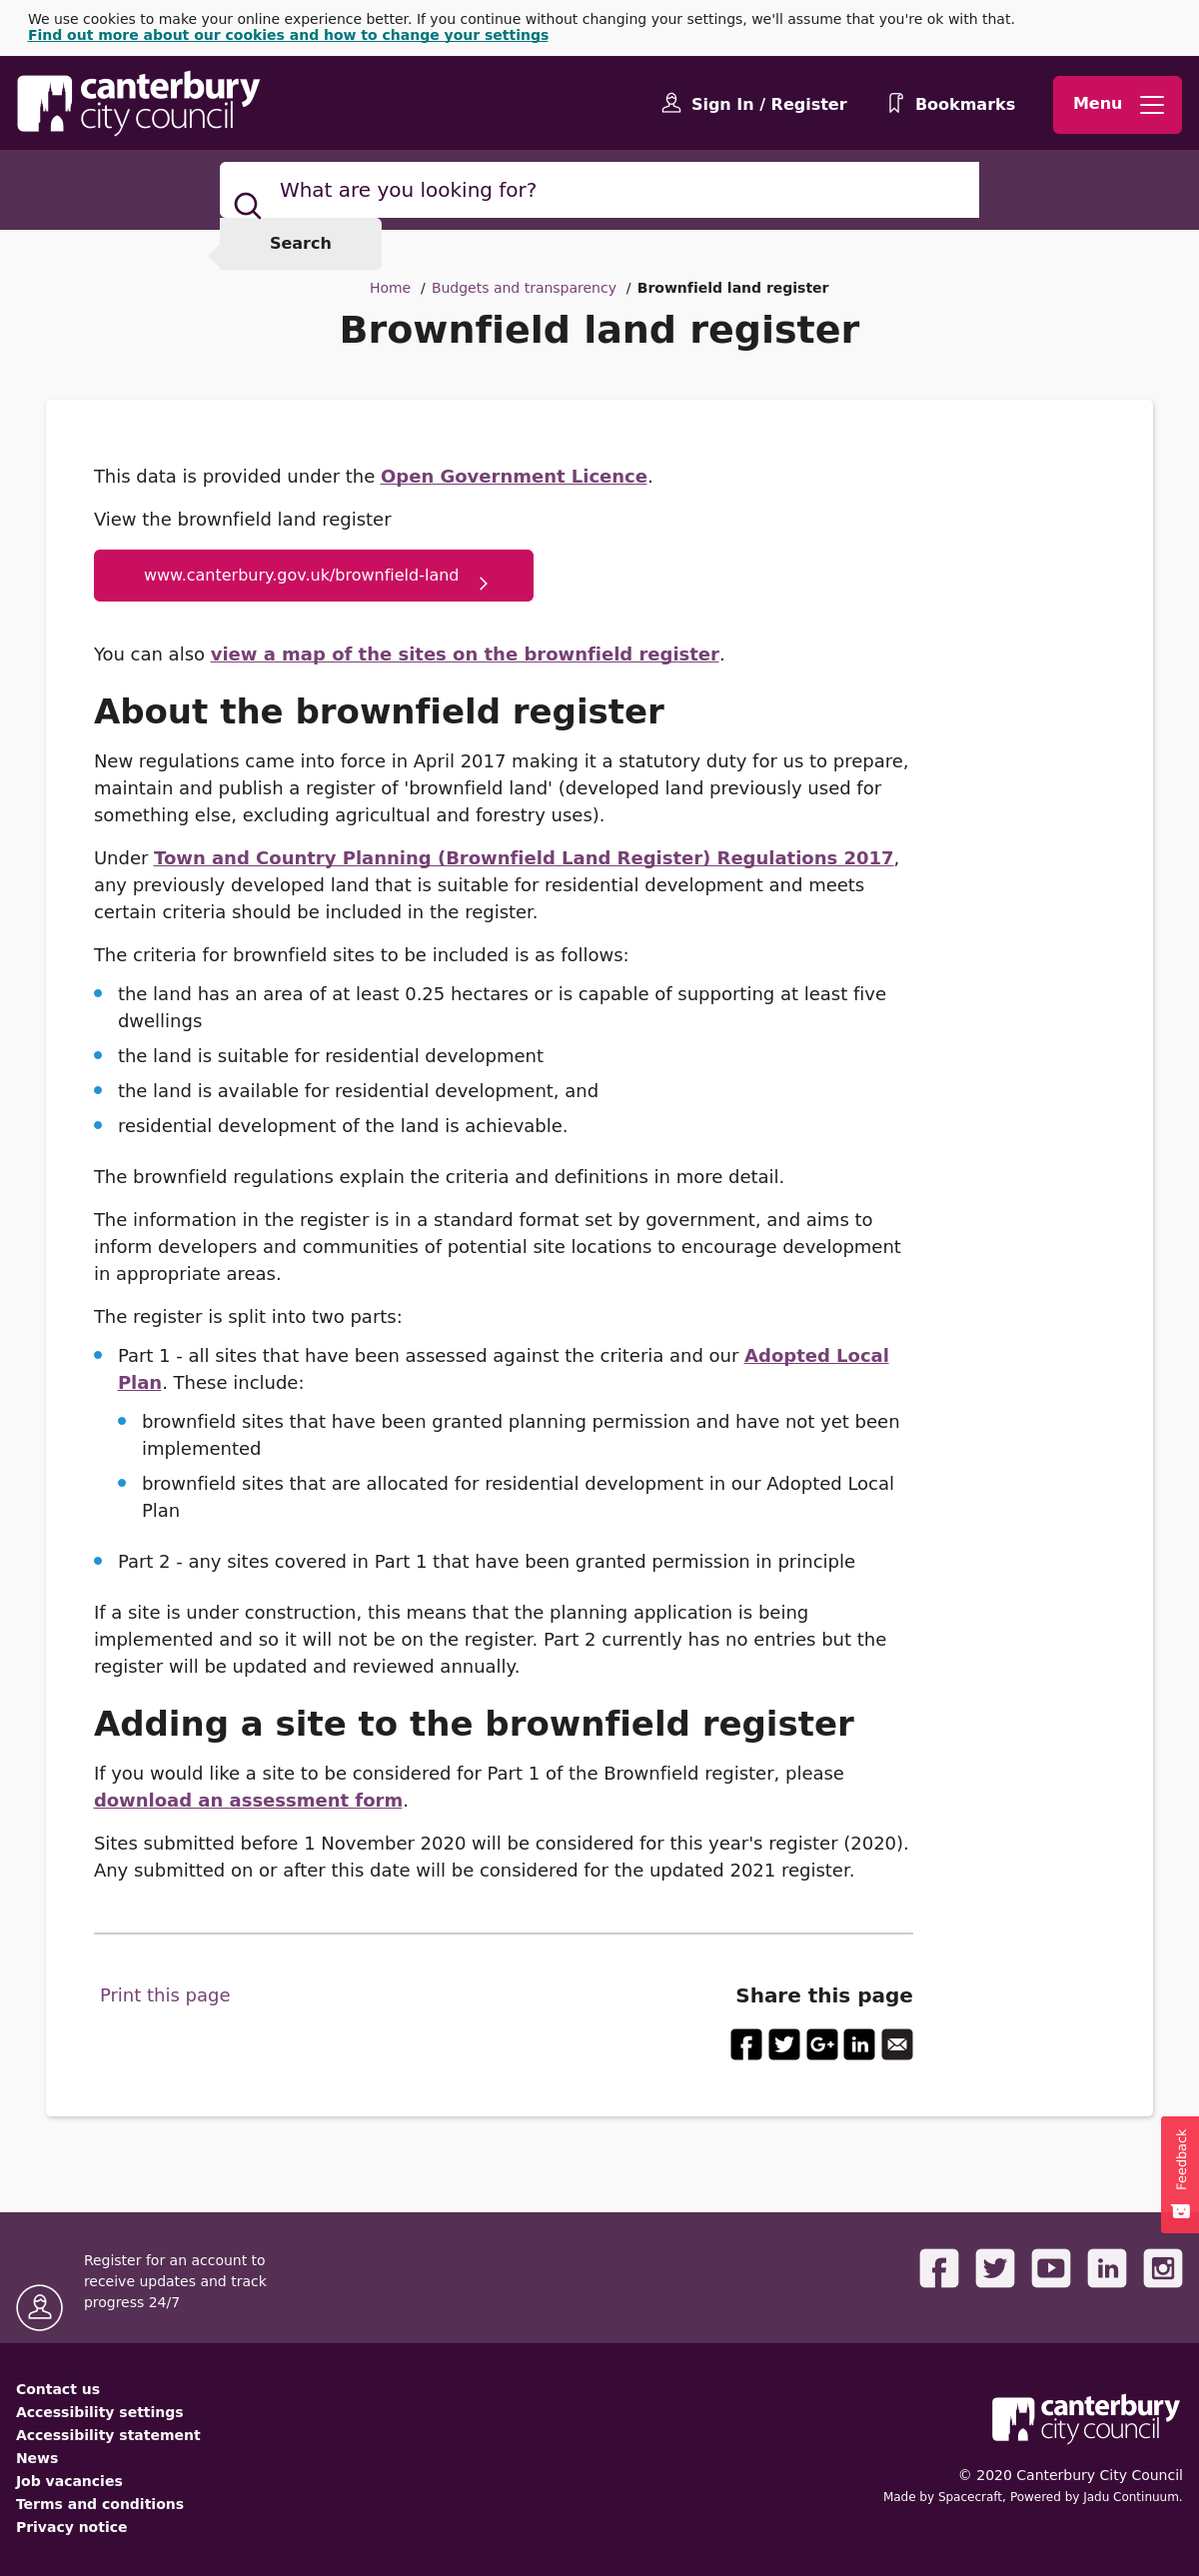 We use cookies to make your online experience better. If you continue without changing your settings, we'll assume that you're ok with that.
Find out more about our cookies and how to change your settings
canterbury
city council
Sign In / Register
Bookmarks
Menu
What are you looking for?
Search
Home / Budgets and transparency / Brownfield land register
Brownfield land register
This data is provided under the Open Government Licence.
View the brownfield land register
www.canterbury.gov.uk/brownfield-land
You can also view a map of the sites on the brownfield register.
About the brownfield register
New regulations came into force in April 2017 making it a statutory duty for us to prepare,
maintain and publish a register of 'brownfield land' (developed land previously used for
something else, excluding agricultual and forestry uses).
Under Town and Country Planning (Brownfield Land Register) Regulations 2017,
any previously developed land that is suitable for residential development and meets
certain criteria should be included in the register.
The criteria for brownfield sites to be included is as follows:
the land has an area of at least 0.25 hectares or is capable of supporting at least five
dwellings
the land is suitable for residential development
the land is available for residential development, and
residential development of the land is achievable.
The brownfield regulations explain the criteria and definitions in more detail.
The information in the register is in a standard format set by government, and aims to
inform developers and communities of potential site locations to encourage development
in appropriate areas.
The register is split into two parts:
Part 1 - all sites that have been assessed against the criteria and our Adopted Local
Plan. These include:
brownfield sites that have been granted planning permission and have not yet been
implemented
brownfield sites that are allocated for residential development in our Adopted Local
Plan
Part 2 - any sites covered in Part 1 that have been granted permission in principle
If a site is under construction, this means that the planning application is being
implemented and so it will not be on the register. Part 2 currently has no entries but the
register will be updated and reviewed annually.
Adding a site to the brownfield register
If you would like a site to be considered for Part 1 of the Brownfield register, please
download an assessment form.
Sites submitted before 1 November 2020 will be considered for this year's register (2020).
Any submitted on or after this date will be considered for the updated 2021 register.
Print this page
Share this page
Feedback
Register for an account to
receive updates and track
progress 24/7
Contact us
Accessibility settings
Accessibility statement
News
Job vacancies
Terms and conditions
Privacy notice
canterbury
city council
© 2020 Canterbury City Council
Made by Spacecraft, Powered by Jadu Continuum.